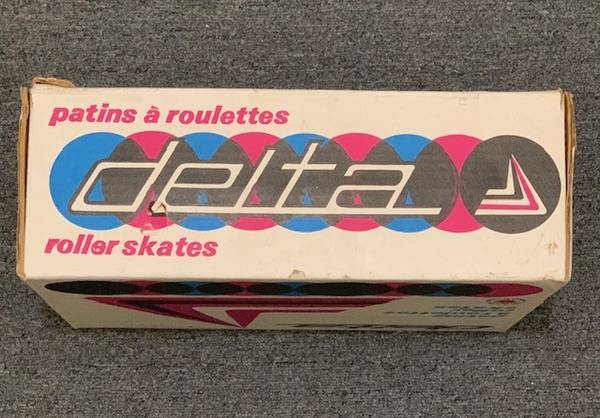 patins à roulettes
delta
roller skates